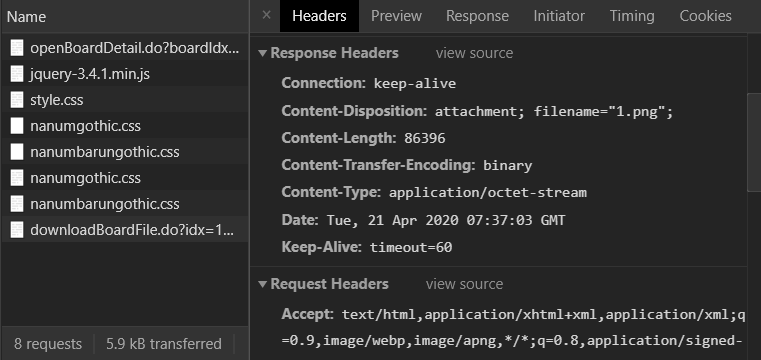 Name
openBoardDetail.do?boardIdx...
jquery-3.4.1.min.js
style.css
nanumgothic.css
nanumbarungothic.css
nanumgothic.css
nanumbarungothic.css
downloadBoardFile.do?idx=1...
8 requests 5.9 kB transferred
× Headers Preview Response Initiator Timing Cookies
▼ Response Headers view source
Connection: keep-alive
Content-Disposition: attachment; filename="1.png";
Content-Length: 86396
Content-Transfer-Encoding: binary
Content-Type: application/octet-stream
Date: Tue, 21 Apr 2020 07:37:03 GMT
Keep-Alive: timeout=60
▼ Request Headers view source
Accept: text/html,application/xhtml+xml,application/xml;q
=0.9,image/webp,image/apng,*/*;q=0.8,application/signed-